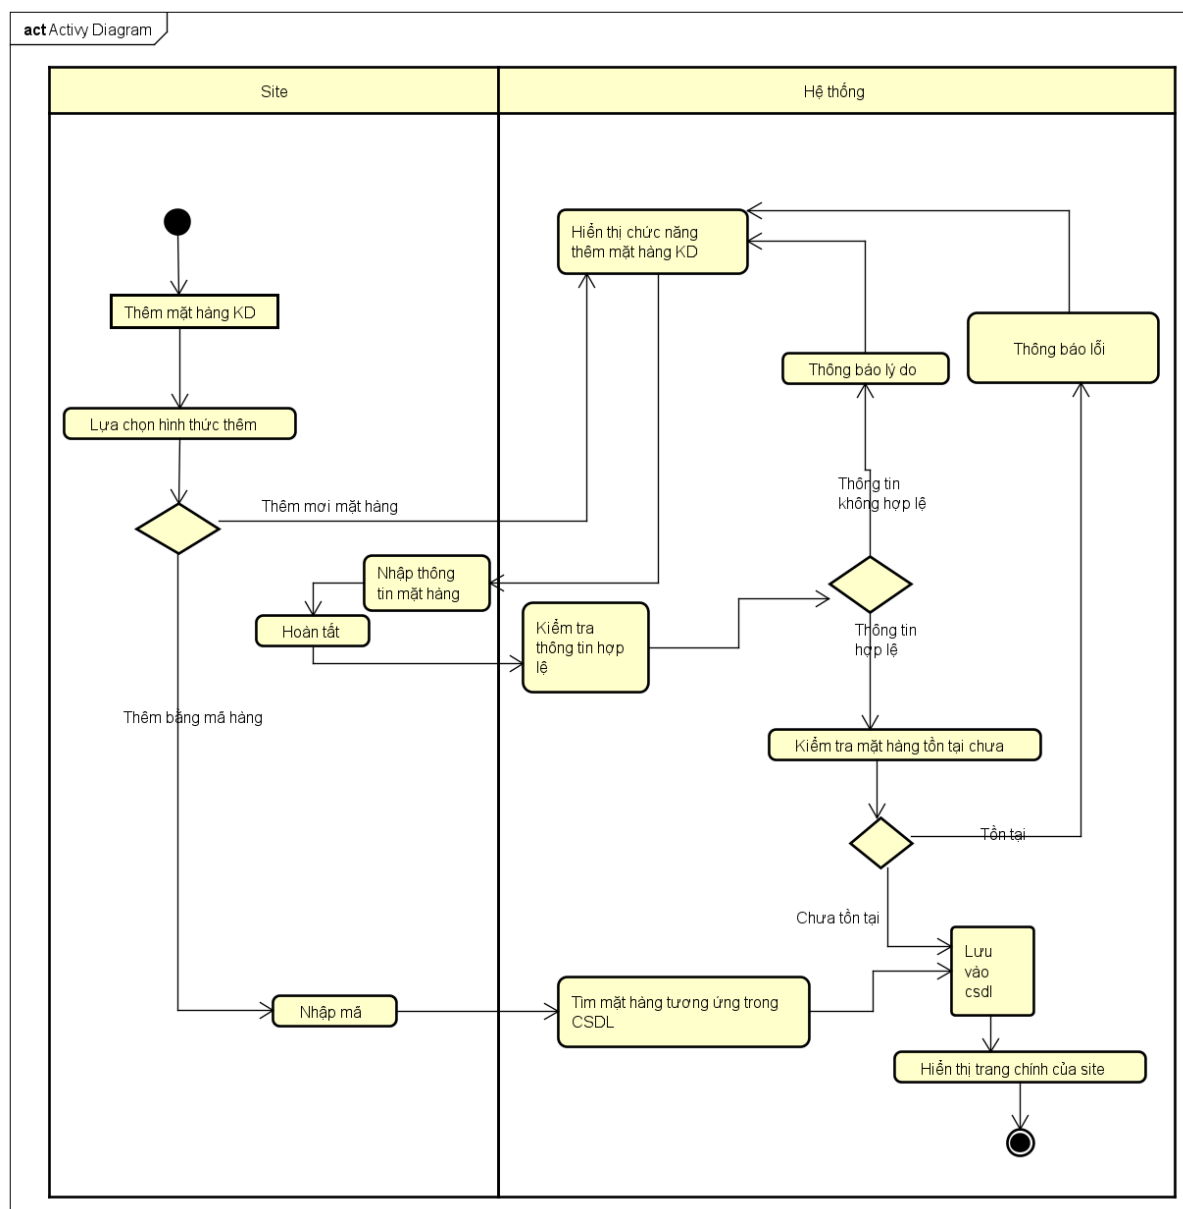 act Activy Diagram
Site
Hệ thống
Hiển thị chức năng
thêm mặt hàng KD
Thêm mặt hàng KD
Thông báo lỗi
Thông báo lý do
Lựa chọn hình thức thêm
Thông tin
không hợp lệ
Thêm mơi mặt hàng
Nhập thông
tin mặt hàng
Hoàn tất
Kiểm tra
thông tin hợp
lệ
Thông tin
hợp lệ
Thêm bằng mã hàng
Kiểm tra mặt hàng tồn tại chưa
Tồn tại
Chưa tồn tại
Lưu
vào
csdl
Nhập mã
Tìm mặt hàng tương ứng trong
CSDL
Hiển thị trang chính của site